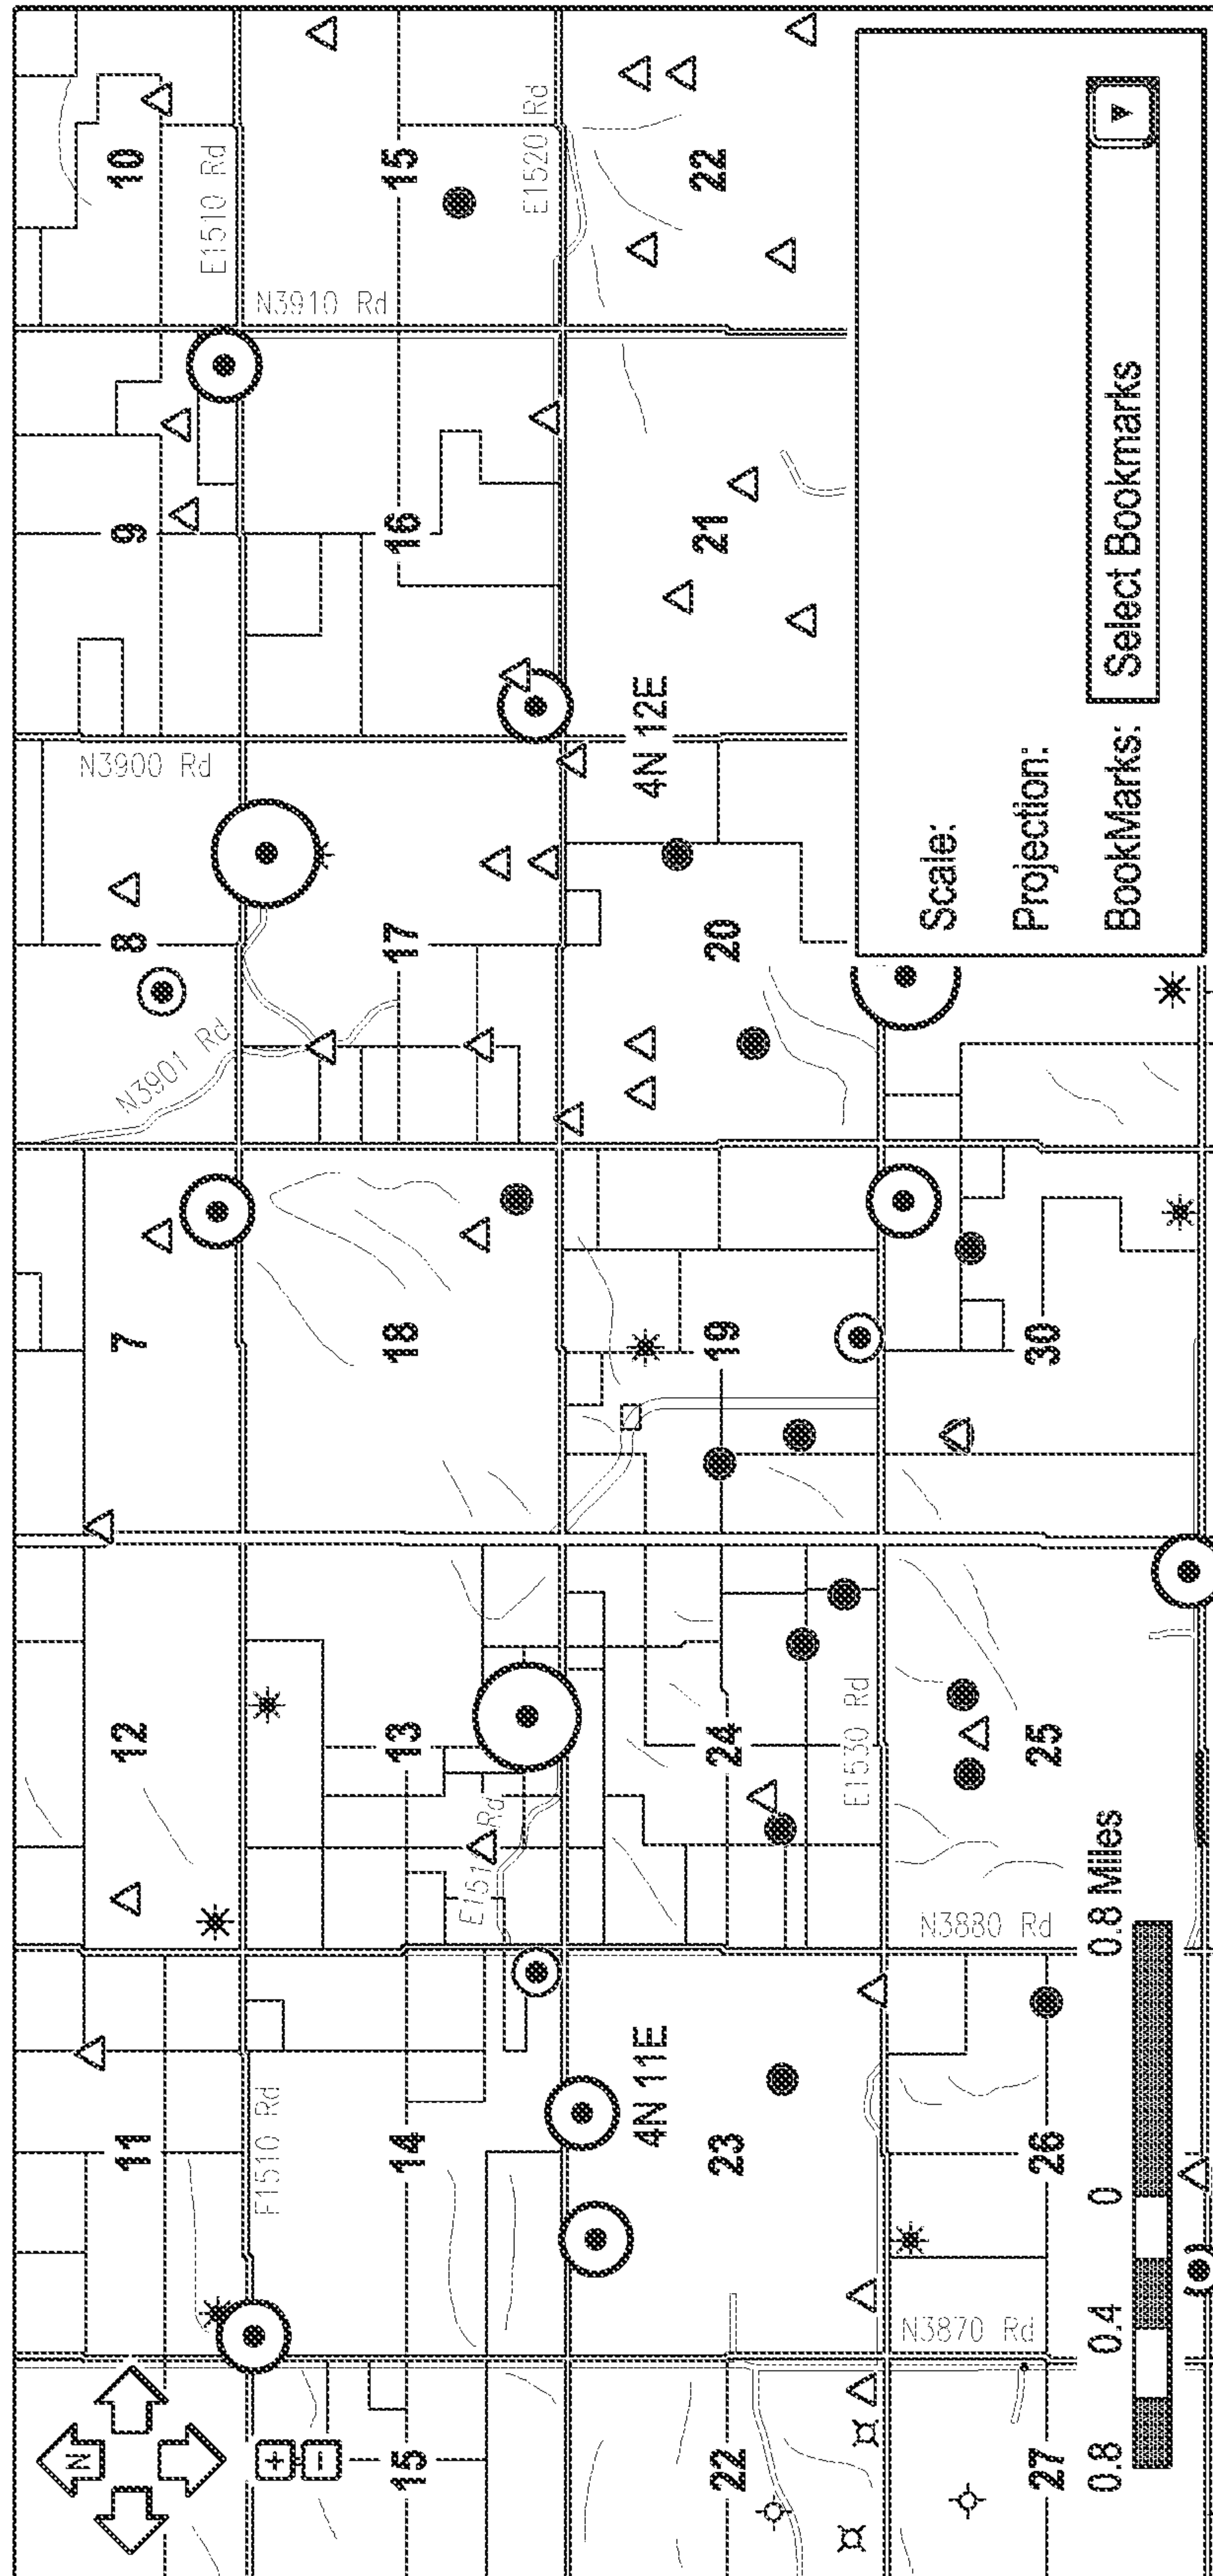 N
11 12 7 8 9 10
N3900 Rd
N3901 Rd
E1510 Rd
F1510 Rd
+
−
N3910 Rd
15 14 13 18 17 16 15
E151 Rd
E1520 Rd
4N 11E 4N 12E
22 23 24 19 20 21 22
E1530 Rd
N3870 Rd N3880 Rd
Scale:
Projection:
27 26 25 30
0.8 0.4 0 0.8 Miles
BookMarks: Select Bookmarks